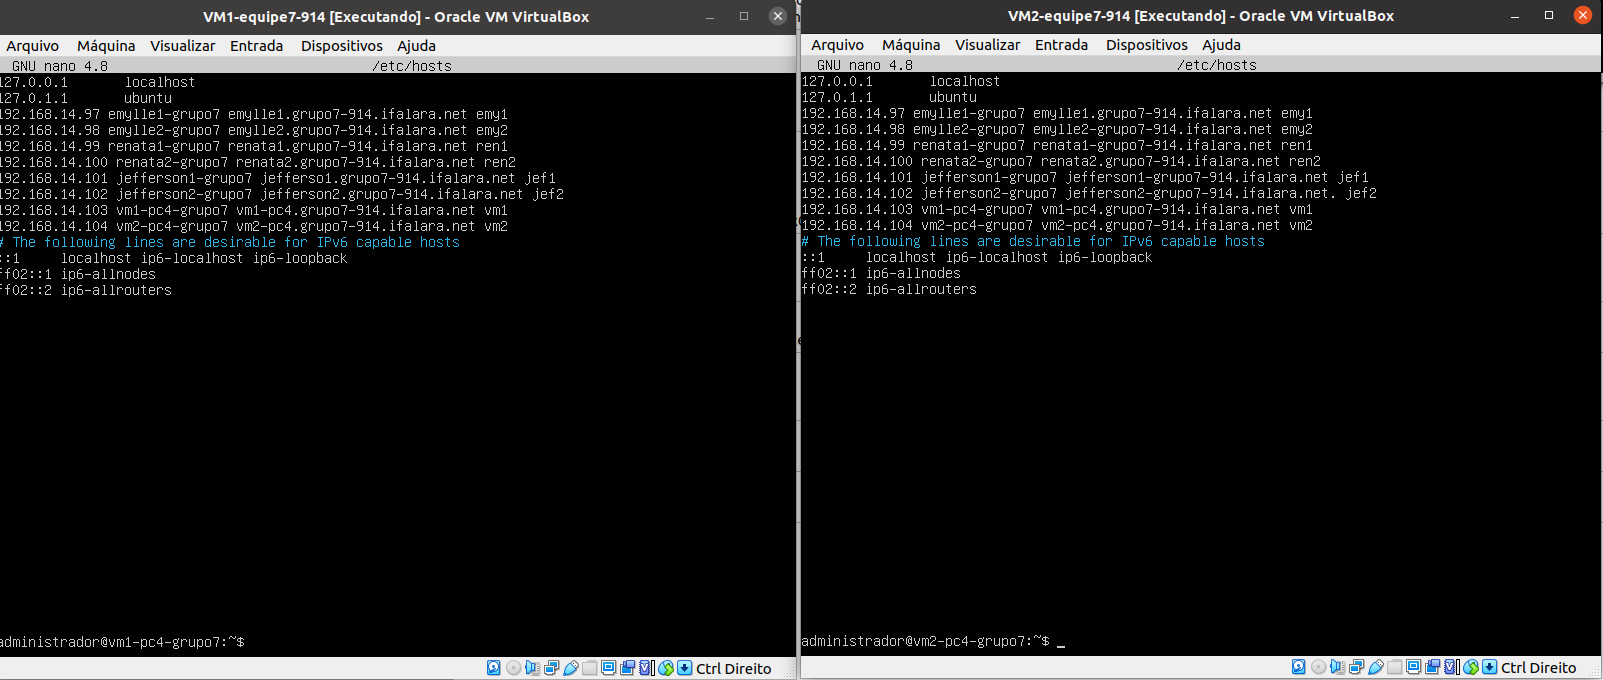 VM1-equipe7-914 [Executando] - Oracle VM VirtualBox
Arquivo Máquina Visualizar Entrada Dispositivos Ajuda
GNU nano 4.8 /etc/hosts
127.0.0.1 localhost
127.0.1.1 ubuntu
192.168.14.97 emylle1-grupo7 emylle1.grupo7-914.ifalara.net emy1
192.168.14.98 emylle2-grupo7 emylle2.grupo7-914.ifalara.net emy2
192.168.14.99 renata1-grupo7 renata1.grupo7-914.ifalara.net ren1
192.168.14.100 renata2-grupo7 renata2.grupo7-914.ifalara.net ren2
192.168.14.101 jefferson1-grupo7 jefferso1.grupo7-914.ifalara.net jef1
192.168.14.102 jefferson2-grupo7 jefferson2.grupo7-914.ifalara.net jef2
192.168.14.103 vm1-pc4-grupo7 vm1-pc4.grupo7-914.ifalara.net vm1
192.168.14.104 vm2-pc4-grupo7 vm2-pc4.grupo7-914.ifalara.net vm2
# The following lines are desirable for IPv6 capable hosts
::1 localhost ip6-localhost ip6-loopback
ff02::1 ip6-allnodes
ff02::2 ip6-allrouters
administrador@vm1-pc4-grupo7:~$
Ctrl Direito
VM2-equipe7-914 [Executando] - Oracle VM VirtualBox
Arquivo Máquina Visualizar Entrada Dispositivos Ajuda
GNU nano 4.8 /etc/hosts
127.0.0.1 localhost
127.0.1.1 ubuntu
192.168.14.97 emylle1-grupo7 emylle1.grupo7-914.ifalara.net emy1
192.168.14.98 emylle2-grupo7 emylle2.grupo7-914.ifalara.net emy2
192.168.14.99 renata1-grupo7 renata1-grupo7-914.ifalara.net ren1
192.168.14.100 renata2-grupo7 renata2.grupo7-914.ifalara.net ren2
192.168.14.101 jefferson1-grupo7 jefferson1-grupo7-914.ifalara.net jef1
192.168.14.102 jefferson2-grupo7 jefferson2-grupo7-914.ifalara.net. jef2
192.168.14.103 vm1-pc4-grupo7 vm1-pc4.grupo7-914.ifalara.net vm1
192.168.14.104 vm2-pc4-grupo7 vm2-pc4.grupo7-914.ifalara.net vm2
# The following lines are desirable for IPv6 capable hosts
::1 localhost ip6-localhost ip6-loopback
ff02::1 ip6-allnodes
ff02::2 ip6-allrouters
administrador@vm2-pc4-grupo7:~$ _
Ctrl Direito